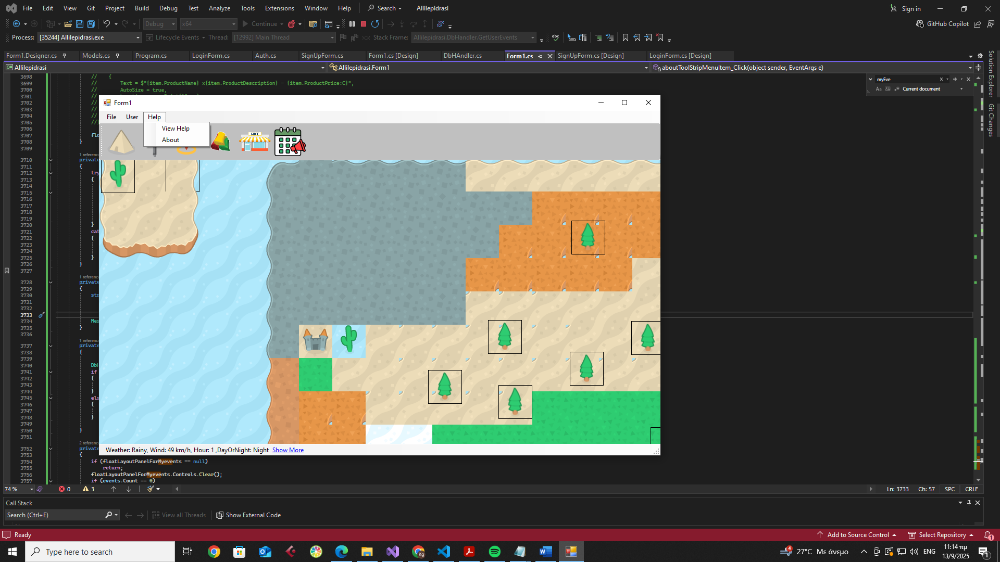 File Edit View Git Project Build Debug Test Analyze Tools Extensions Window Help Search Allilepidrasi Sign in
Debug x64 Continue GitHub Copilot
Process: [35244] Allilepidrasi.exe Lifecycle Events Thread: [12992] Main Thread Stack Frame: Allilepidrasi.DbHandler.GetUserEvents
Form1.Designer.cs Models.cs Program.cs LoginForm.cs Auth.cs SignUpForm.cs Form1.cs [Design] DbHAndler.cs Form1.cs SignUpForm.cs [Design] LoginForm.cs [Design]
Allilepidrasi Allilepidrasi.Form1 aboutToolStripMenuItem_Click(object sender, EventArgs e)
Solution Explorer
Git Changes
myEve
Aa Current document
3698 // {
3699 // Text = $"{item.ProductName} x{item.ProductDescription} - {item.ProductPrice:C}",
3700 // AutoSize = true,
3701 //
3702 //
3703 //
3704 //
3705 //}
3706
3707 flo
3708 }
3709
1 reference
3710 private
3711 {
3712 try
3713 {
3714
3715
3716
3717
3718
3719
3720 }
3721 cat
3722 {
3723
3724
3725 }
3726 }
3727
1 reference
3728 private
3729 {
3730 str
3731
3732
3733
3734 Mes
3735 }
3736
1 reference
3737 private
3738 {
3739
3740 DbH
3741 if
3742 {
3743
3744 }
3745 els
3746 {
3747
3748 }
3749
3750 }
3751
2 reference
3752 private
3753 {
3754 if (floatLayoutPanelForMyevents == null)
3755 return;
3756 floatLayoutPanelForMyevents.Controls.Clear();
3757 if (events.Count == 0)
Form1
File User Help
View Help
About
STORE
Weather: Rainy, Wind: 49 km/h, Hour: 1 ,DayOrNight: Night Show More
74 % 0 3 Ln: 3733 Ch: 57 SPC CRLF
Call Stack
Search (Ctrl+E) View all Threads Show External Code
Ready Add to Source Control Select Repository 1
Type here to search Kg 4 27°C Με άνεμο ENG 11:14 πμ
13/9/2025 1